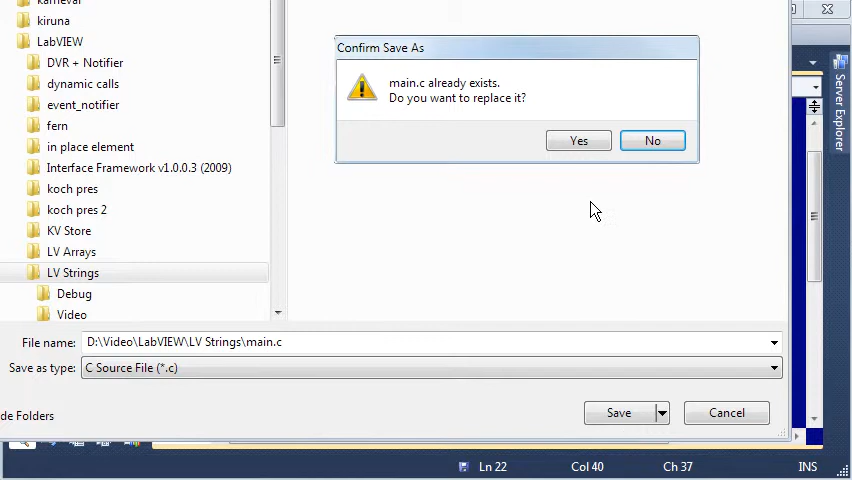 karneval
kiruna
LabVIEW
DVR + Notifier
dynamic calls
event_notifier
fern
in place element
Interface Framework v1.0.0.3 (2009)
koch pres
koch pres 2
KV Store
LV Arrays
LV Strings
Debug
Video
Confirm Save As
main.c already exists.
Do you want to replace it?
Yes
No
Server Explorer
File name:
D:\Video\LabVIEW\LV Strings\main.c
Save as type:
C Source File (*.c)
de Folders
Save
Cancel
Ln 22
Col 40
Ch 37
INS